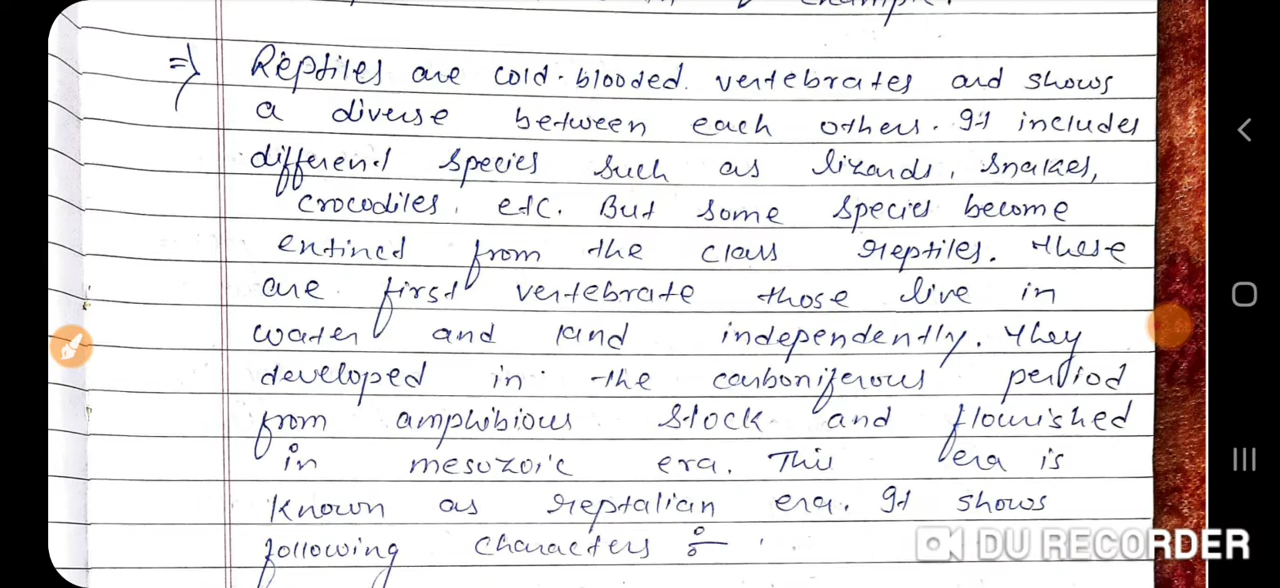 example.
⇒ Reptiles are cold-blooded. vertebrates and shows
a diverse between each others. It includes
different species such as lizards, snakes,
crocodiles, etc. But some species become
entined from the class reptiles. These
are first vertebrate those live in
water and land independently. They
developed in the carboniferous period
from amphibious stock and flourished
in mesozoic era. This era is
known as reptalian era. It shows
following characters :-
DU RECORDER